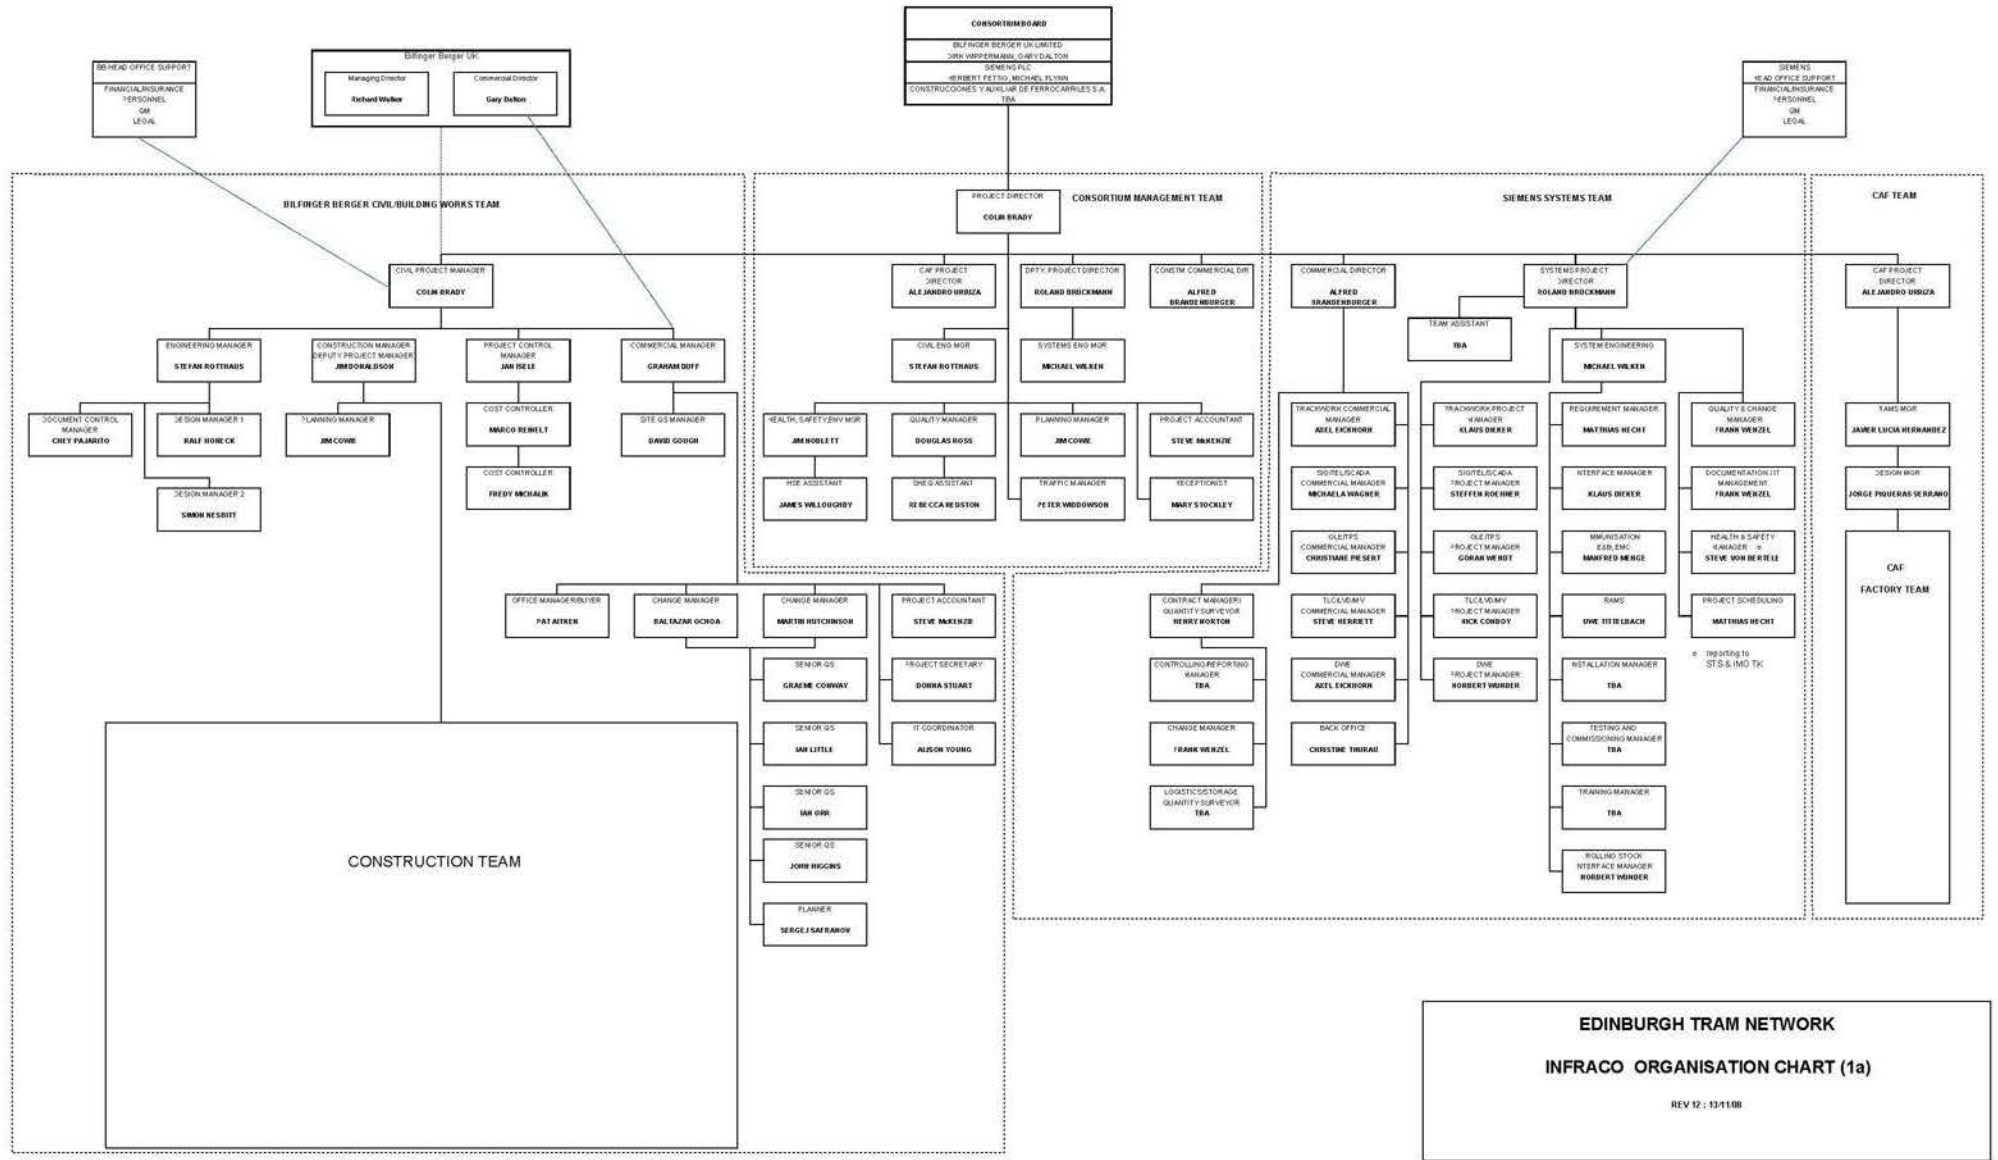 CONSORTIUM BOARD
BILFINGER BERGER UK LIMITED
DIRK WIPPERMANN, GARY DALTON
SIEMENS PLC
HERBERT FETTIG, MICHAEL FLYNN
CONSTRUCCIONES Y AUXILIAR DE FERROCARRILES S.A.
TBA
BB HEAD OFFICE SUPPORT
FINANCIAL/INSURANCE
PERSONNEL
QM
LEGAL
Bilfinger Berger UK
Managing Director
Richard Walker
Commercial Director
Gary Dalton
SIEMENS
HEAD OFFICE SUPPORT
FINANCIAL/INSURANCE
PERSONNEL
QM
LEGAL
BILFINGER BERGER CIVIL/BUILDING WORKS TEAM
PROJECT DIRECTOR
COLIN BRADY
CONSORTIUM MANAGEMENT TEAM
SIEMENS SYSTEMS TEAM
CAF TEAM
CIVIL PROJECT MANAGER
COLIN BRADY
CAF PROJECT
DIRECTOR
ALEJANDRO URRIZA
DPTY. PROJECT DIRECTOR
ROLAND BRÜCKMANN
CONSTM COMMERCIAL DIR
ALFRED
BRANDENBURGER
COMMERCIAL DIRECTOR
ALFRED
BRANDENBURGER
SYSTEMS PROJECT
DIRECTOR
ROLAND BRÜCKMANN
CAF PROJECT
DIRECTOR
ALEJANDRO URRIZA
TEAM ASSISTANT
TBA
ENGINEERING MANAGER
STEFAN ROTTHAUS
CONSTRUCTION MANAGER
DEPUTY PROJECT MANAGER
JIM DONALDSON
PROJECT CONTROL
MANAGER
JAN ISELE
COMMERCIAL MANAGER
GRAHAM DUFF
CIVIL ENG MGR
STEFAN ROTTHAUS
SYSTEMS ENG MGR
MICHAEL WILKEN
SYSTEM ENGINEERING
MICHAEL WILKEN
DOCUMENT CONTROL
MANAGER
CHEY PAJARITO
DESIGN MANAGER 1
RALF HORECK
PLANNING MANAGER
JIM COWIE
COST CONTROLLER
MARCO REINELT
SITE QS MANAGER
DAVID GOUGH
HEALTH, SAFETY, ENV MGR
JIM NOBLETT
QUALITY MANAGER
DOUGLAS ROSS
PLANNING MANAGER
JIM COWIE
PROJECT ACCOUNTANT
STEVE McKENZIE
TRACKWORK COMMERCIAL
MANAGER
AXEL EICKHORN
TRACKWORK PROJECT
MANAGER
KLAUS DIEKER
REQUIREMENT MANAGER
MATTHIAS HECHT
QUALITY & CHANGE
MANAGER
FRANK WENZEL
RAMS MGR
JAVIER LUCIA HERNANDEZ
DESIGN MANAGER 2
SIMON NESBITT
COST CONTROLLER
FREDY MICHALIK
HSE ASSISTANT
JAMES WILLOUGHBY
SHEQ ASSISTANT
REBECCA REDSTON
TRAFFIC MANAGER
PETER WIDDOWSON
RECEPTIONIST
MARY STOCKLEY
SIG/TEL/SCADA
COMMERCIAL MANAGER
MICHAELA WAGNER
SIG/TEL/SCADA
PROJECT MANAGER
STEFFEN ROEHNER
INTERFACE MANAGER
KLAUS DIEKER
DOCUMENTATION / IT
MANAGEMENT
FRANK WENZEL
DESIGN MGR
JORGE PIQUERAS SERRANO
OLE/TPS
COMMERCIAL MANAGER
CHRISTIANE PIESERT
OLE/TPS
PROJECT MANAGER
GORAN WENDT
IMMUNISATION
E&B, EMC
MANFRED MENGE
HEALTH & SAFETY
MANAGER
STEVE VON BERTELE
CAF
FACTORY TEAM
OFFICE MANAGER/BUYER
PAT AITKEN
CHANGE MANAGER
BALTAZAR OCHOA
CHANGE MANAGER
MARTIN HUTCHINSON
PROJECT ACCOUNTANT
STEVE McKENZIE
CONTRACT MANAGER /
QUANTITY SURVEYOR
HENRY NORTON
TLC/LV/DMV
COMMERCIAL MANAGER
STEVE HERRIETT
TLC/LV/DMV
PROJECT MANAGER
NICK CONBOY
RAMS
UWE TITTELBACH
PROJECT SCHEDULING
MATTHIAS HECHT
reporting to
STS & IMO TK
SENIOR QS
GRAEME CONWAY
PROJECT SECRETARY
DONNA STUART
CONTROLLING/REPORTING
MANAGER
TBA
DWE
COMMERCIAL MANAGER
AXEL EICKHORN
DWE
PROJECT MANAGER
NORBERT WUNDER
INSTALLATION MANAGER
TBA
SENIOR QS
IAN LITTLE
IT COORDINATOR
ALISON YOUNG
CHANGE MANAGER
FRANK WENZEL
BACK OFFICE
CHRISTINE THURAU
TESTING AND
COMMISSIONING MANAGER
TBA
SENIOR QS
IAN ORR
LOGISTICS/STORAGE
QUANTITY SURVEYOR
TBA
TRAINING MANAGER
TBA
CONSTRUCTION TEAM
SENIOR QS
JOHN HIGGINS
ROLLING STOCK
INTERFACE MANAGER
NORBERT WUNDER
PLANNER
SERGEJ SAFRANOV
EDINBURGH TRAM NETWORK
INFRACO ORGANISATION CHART (1a)
REV 12 : 13/11/08